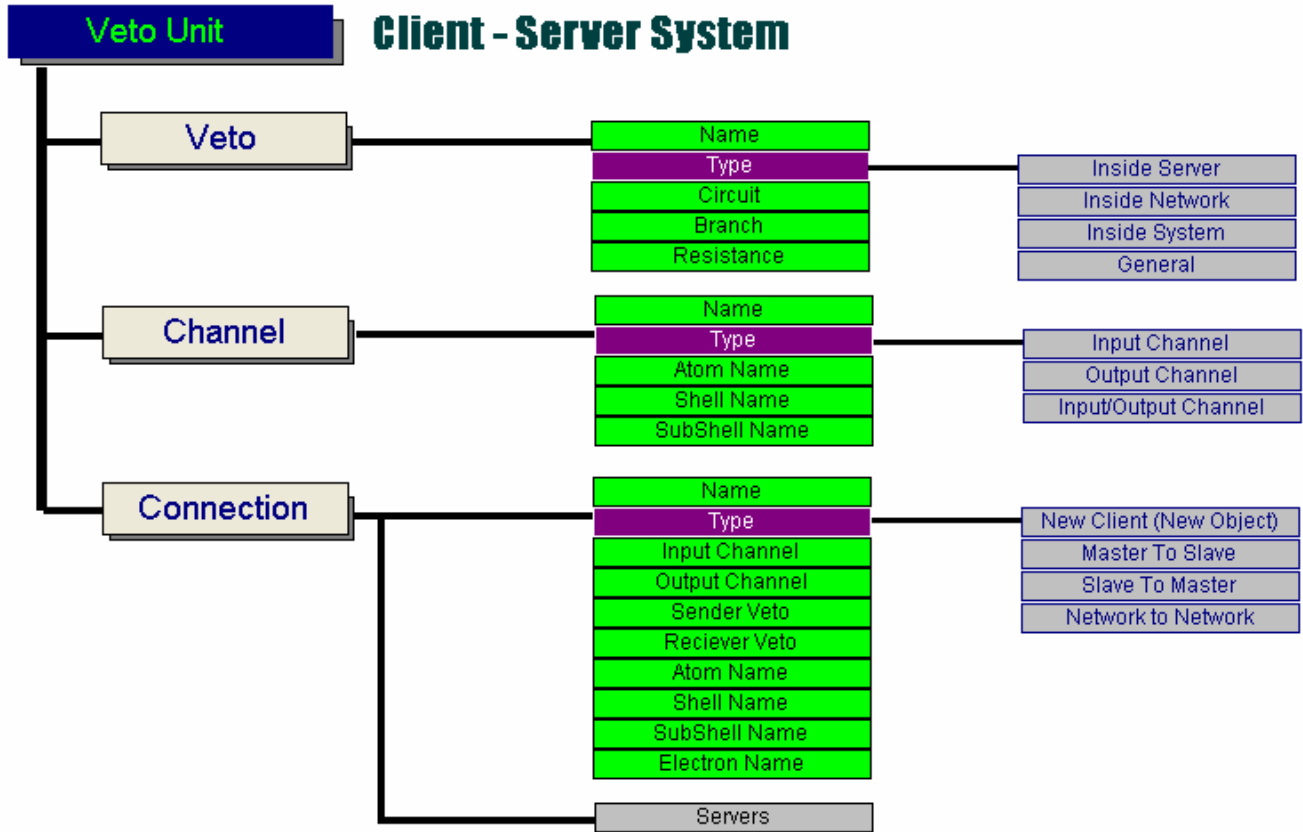 Veto Unit
Client - Server System
Veto
Name
Type
Circuit
Branch
Resistance
Inside Server
Inside Network
Inside System
General
Channel
Name
Type
Atom Name
Shell Name
SubShell Name
Input Channel
Output Channel
Input/Output Channel
Connection
Name
Type
Input Channel
Output Channel
Sender Veto
Reciever Veto
Atom Name
Shell Name
SubShell Name
Electron Name
New Client (New Object)
Master To Slave
Slave To Master
Network to Network
Servers